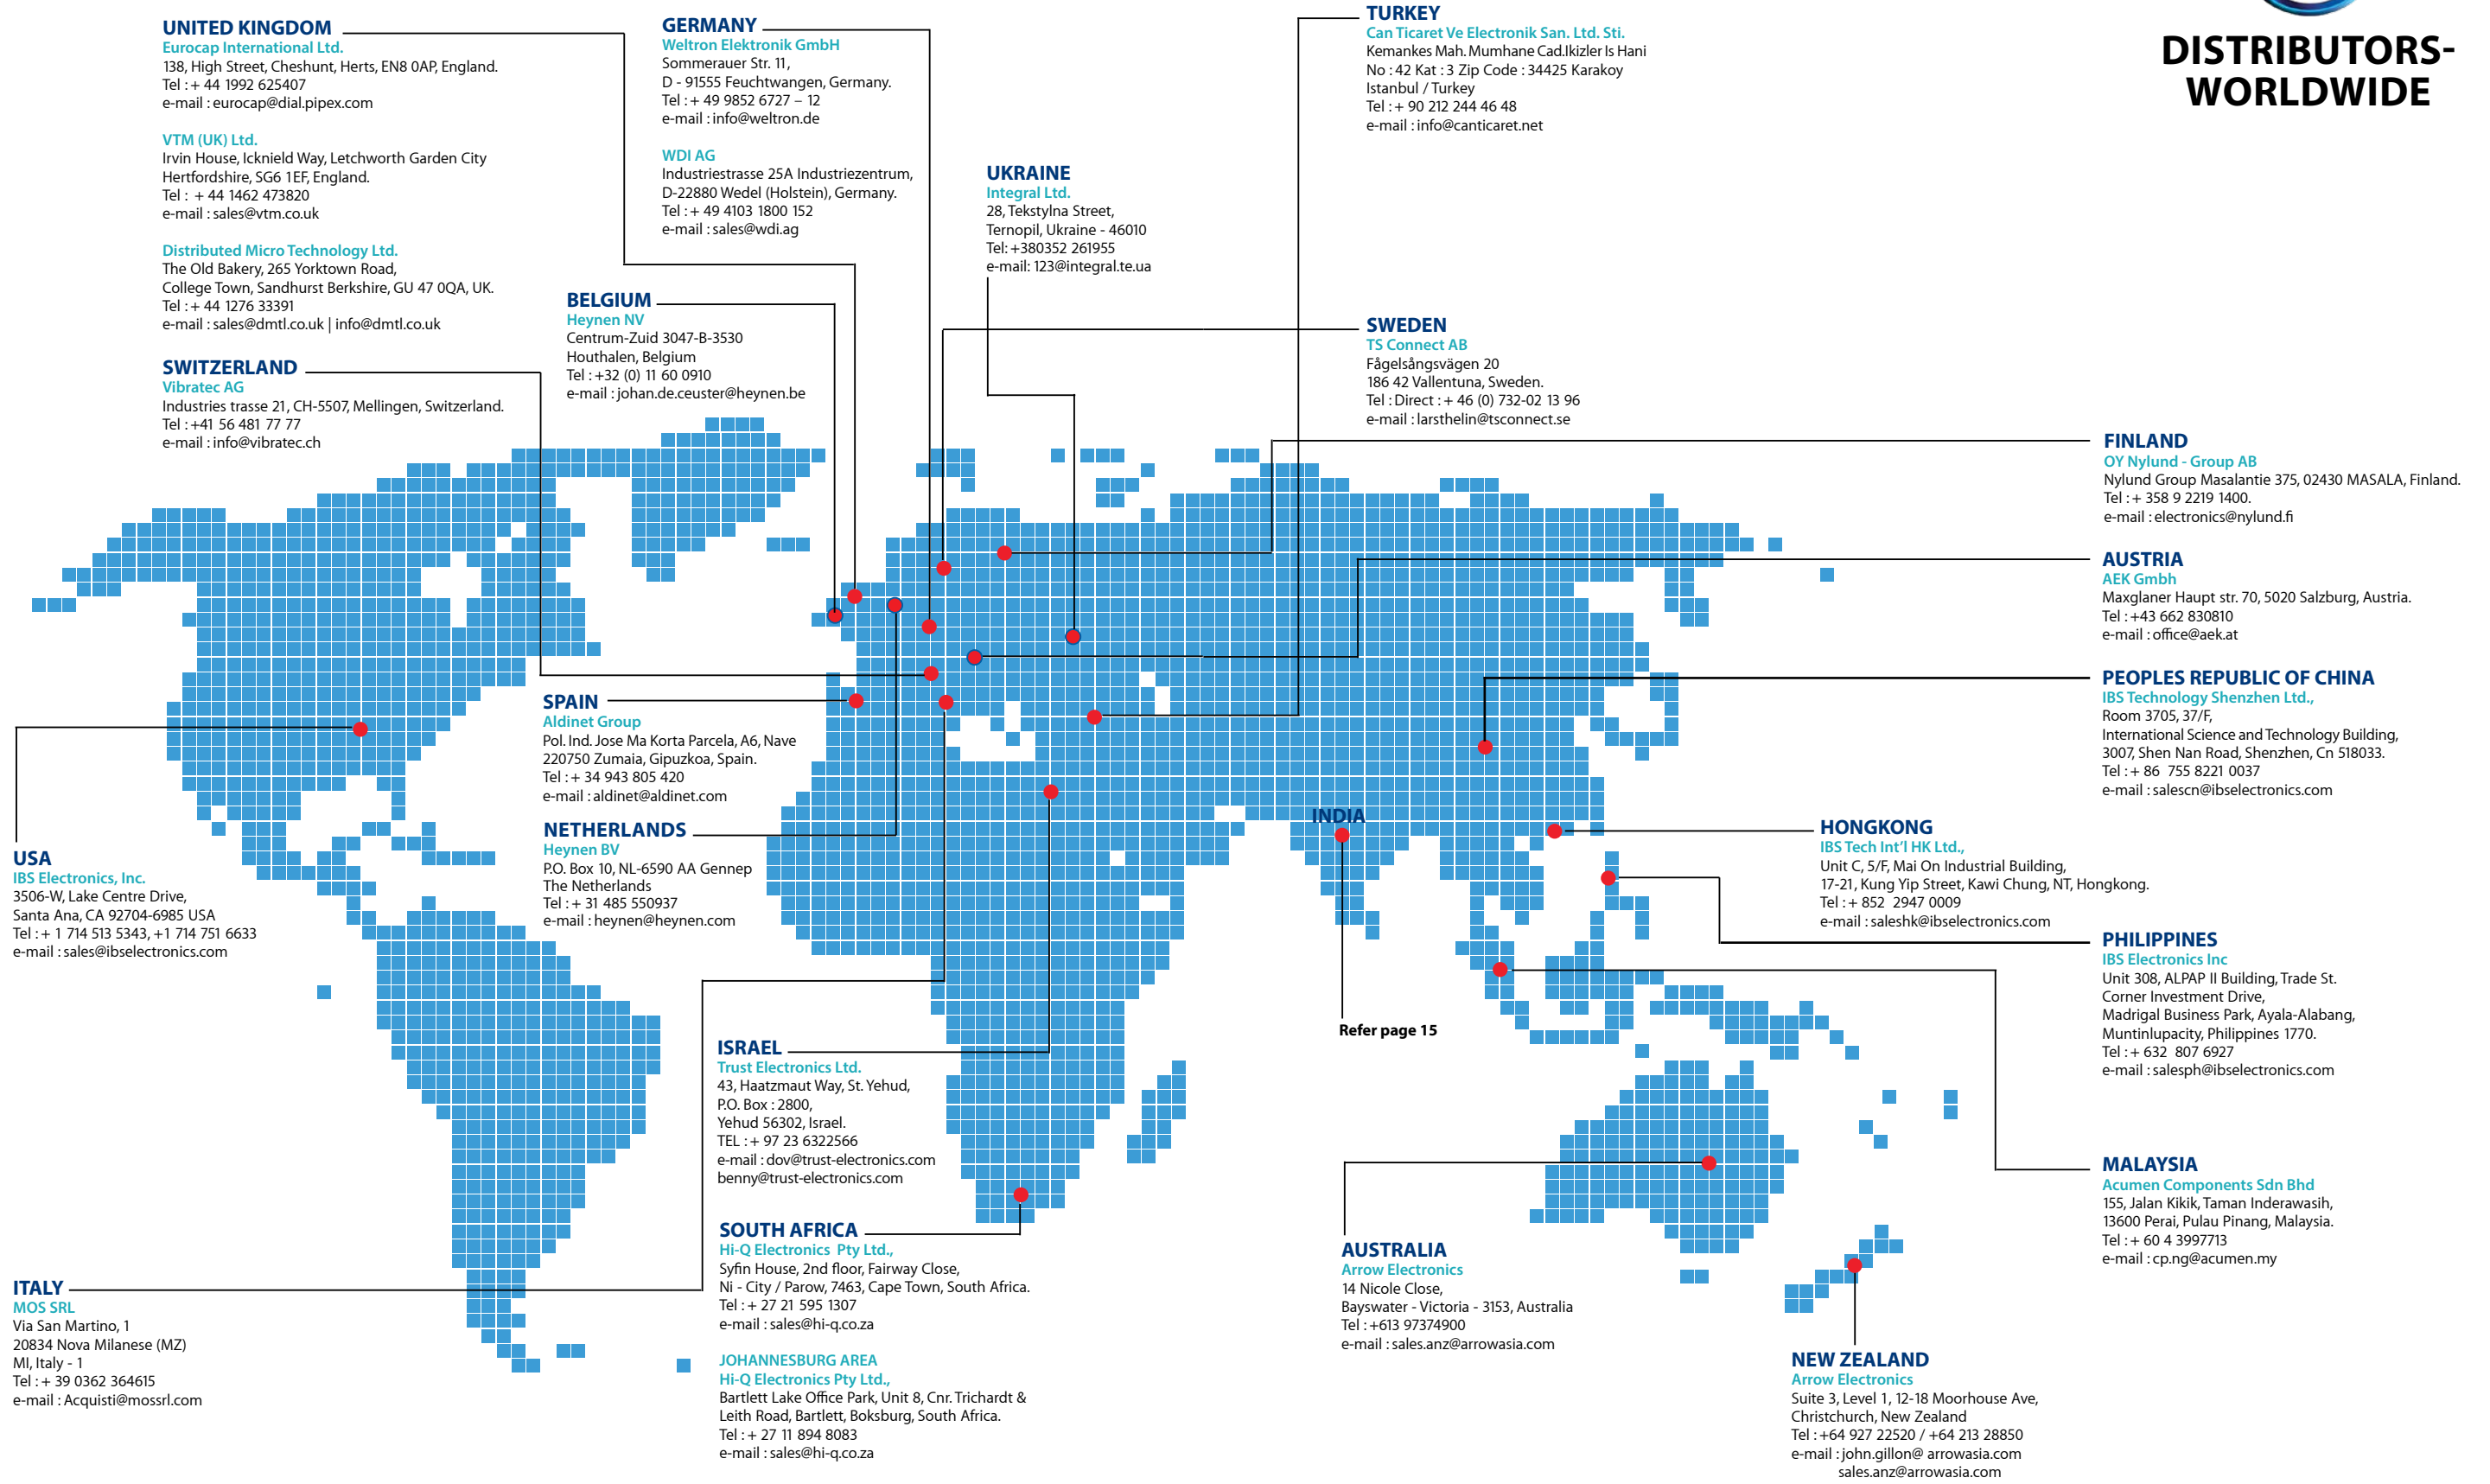 DISTRIBUTORS-
WORLDWIDE
UNITED KINGDOM
Eurocap International Ltd.
138, High Street, Cheshunt, Herts, EN8 0AP, England.
Tel : + 44 1992 625407
e-mail : eurocap@dial.pipex.com
VTM (UK) Ltd.
Irvin House, Icknield Way, Letchworth Garden City
Hertfordshire, SG6 1EF, England.
Tel : + 44 1462 473820
e-mail : sales@vtm.co.uk
Distributed Micro Technology Ltd.
The Old Bakery, 265 Yorktown Road,
College Town, Sandhurst Berkshire, GU 47 0QA, UK.
Tel : + 44 1276 33391
e-mail : sales@dmtl.co.uk | info@dmtl.co.uk
SWITZERLAND
Vibratec AG
Industries trasse 21, CH-5507, Mellingen, Switzerland.
Tel : +41 56 481 77 77
e-mail : info@vibratec.ch
GERMANY
Weltron Elektronik GmbH
Sommerauer Str. 11,
D - 91555 Feuchtwangen, Germany.
Tel : + 49 9852 6727 – 12
e-mail : info@weltron.de
WDI AG
Industriestrasse 25A Industriezentrum,
D-22880 Wedel (Holstein), Germany.
Tel : + 49 4103 1800 152
e-mail : sales@wdi.ag
BELGIUM
Heynen NV
Centrum-Zuid 3047-B-3530
Houthalen, Belgium
Tel : +32 (0) 11 60 0910
e-mail : johan.de.ceuster@heynen.be
UKRAINE
Integral Ltd.
28, Tekstylna Street,
Ternopil, Ukraine - 46010
Tel: +380352 261955
e-mail: 123@integral.te.ua
TURKEY
Can Ticaret Ve Electronik San. Ltd. Sti.
Kemankes Mah. Mumhane Cad.Ikizler Is Hani
No : 42 Kat : 3 Zip Code : 34425 Karakoy
Istanbul / Turkey
Tel : + 90 212 244 46 48
e-mail : info@canticaret.net
SWEDEN
TS Connect AB
Fågelsångsvägen 20
186 42 Vallentuna, Sweden.
Tel : Direct : + 46 (0) 732-02 13 96
e-mail : larsthelin@tsconnect.se
FINLAND
OY Nylund - Group AB
Nylund Group Masalantie 375, 02430 MASALA, Finland.
Tel : + 358 9 2219 1400.
e-mail : electronics@nylund.fi
AUSTRIA
AEK Gmbh
Maxglaner Haupt str. 70, 5020 Salzburg, Austria.
Tel : +43 662 830810
e-mail : office@aek.at
PEOPLES REPUBLIC OF CHINA
IBS Technology Shenzhen Ltd.,
Room 3705, 37/F,
International Science and Technology Building,
3007, Shen Nan Road, Shenzhen, Cn 518033.
Tel : + 86 755 8221 0037
e-mail : salescn@ibselectronics.com
SPAIN
Aldinet Group
Pol. Ind. Jose Ma Korta Parcela, A6, Nave
220750 Zumaia, Gipuzkoa, Spain.
Tel : + 34 943 805 420
e-mail : aldinet@aldinet.com
NETHERLANDS
Heynen BV
P.O. Box 10, NL-6590 AA Gennep
The Netherlands
Tel : + 31 485 550937
e-mail : heynen@heynen.com
USA
IBS Electronics, Inc.
3506-W, Lake Centre Drive,
Santa Ana, CA 92704-6985 USA
Tel : + 1 714 513 5343, +1 714 751 6633
e-mail : sales@ibselectronics.com
INDIA
Refer page 15
HONGKONG
IBS Tech Int'l HK Ltd.,
Unit C, 5/F, Mai On Industrial Building,
17-21, Kung Yip Street, Kawi Chung, NT, Hongkong.
Tel : + 852 2947 0009
e-mail : saleshk@ibselectronics.com
PHILIPPINES
IBS Electronics Inc
Unit 308, ALPAP II Building, Trade St.
Corner Investment Drive,
Madrigal Business Park, Ayala-Alabang,
Muntinlupacity, Philippines 1770.
Tel : + 632 807 6927
e-mail : salesph@ibselectronics.com
ISRAEL
Trust Electronics Ltd.
43, Haatzmaut Way, St. Yehud,
P.O. Box : 2800,
Yehud 56302, Israel.
TEL : + 97 23 6322566
e-mail : dov@trust-electronics.com
benny@trust-electronics.com
MALAYSIA
Acumen Components Sdn Bhd
155, Jalan Kikik, Taman Inderawasih,
13600 Perai, Pulau Pinang, Malaysia.
Tel : + 60 4 3997713
e-mail : cp.ng@acumen.my
SOUTH AFRICA
Hi-Q Electronics Pty Ltd.,
Syfin House, 2nd floor, Fairway Close,
Ni - City / Parow, 7463, Cape Town, South Africa.
Tel : + 27 21 595 1307
e-mail : sales@hi-q.co.za
JOHANNESBURG AREA
Hi-Q Electronics Pty Ltd.,
Bartlett Lake Office Park, Unit 8, Cnr. Trichardt &
Leith Road, Bartlett, Boksburg, South Africa.
Tel : + 27 11 894 8083
e-mail : sales@hi-q.co.za
ITALY
MOS SRL
Via San Martino, 1
20834 Nova Milanese (MZ)
MI, Italy - 1
Tel : + 39 0362 364615
e-mail : Acquisti@mossrl.com
AUSTRALIA
Arrow Electronics
14 Nicole Close,
Bayswater - Victoria - 3153, Australia
Tel : +613 97374900
e-mail : sales.anz@arrowasia.com
NEW ZEALAND
Arrow Electronics
Suite 3, Level 1, 12-18 Moorhouse Ave,
Christchurch, New Zealand
Tel : +64 927 22520 / +64 213 28850
e-mail : john.gillon@ arrowasia.com
sales.anz@arrowasia.com